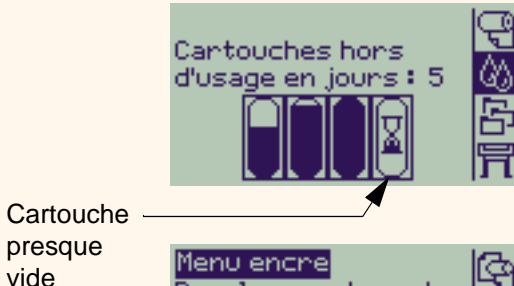 Cartouches hors
d'usage en jours : 5
Cartouche
presque
vide
Menu encre